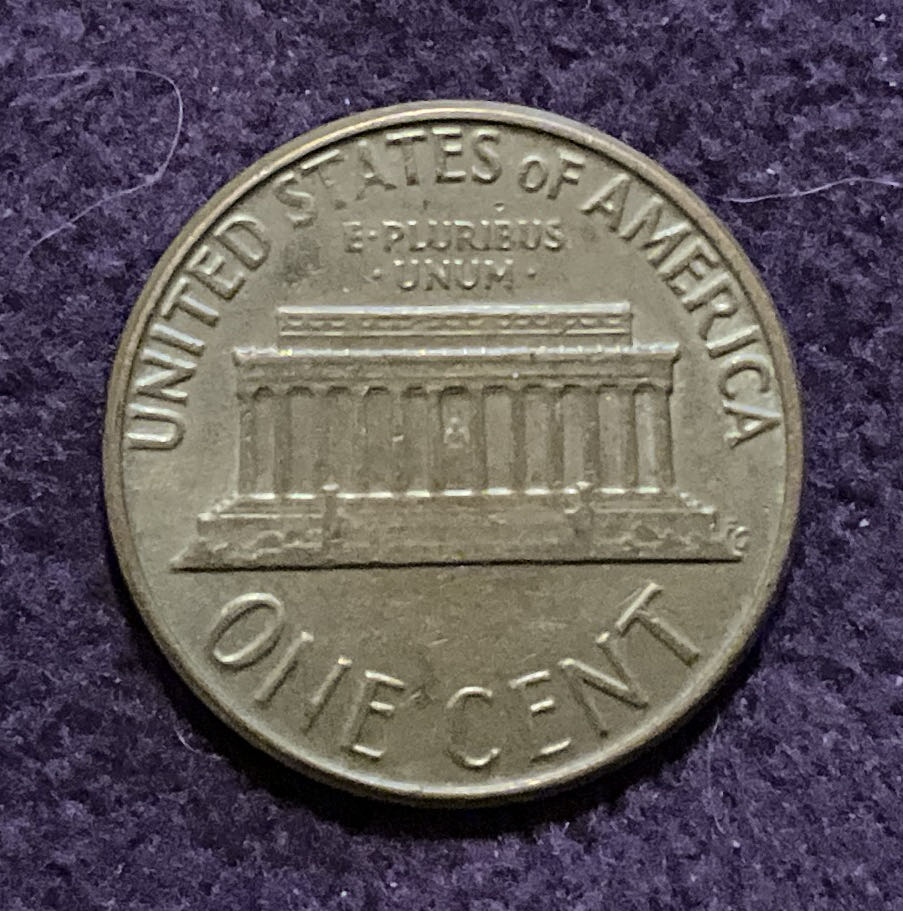 UNITED STATES oF AMERICA
E·PLURIBUS
·UNUM·
FG
ONE CENT